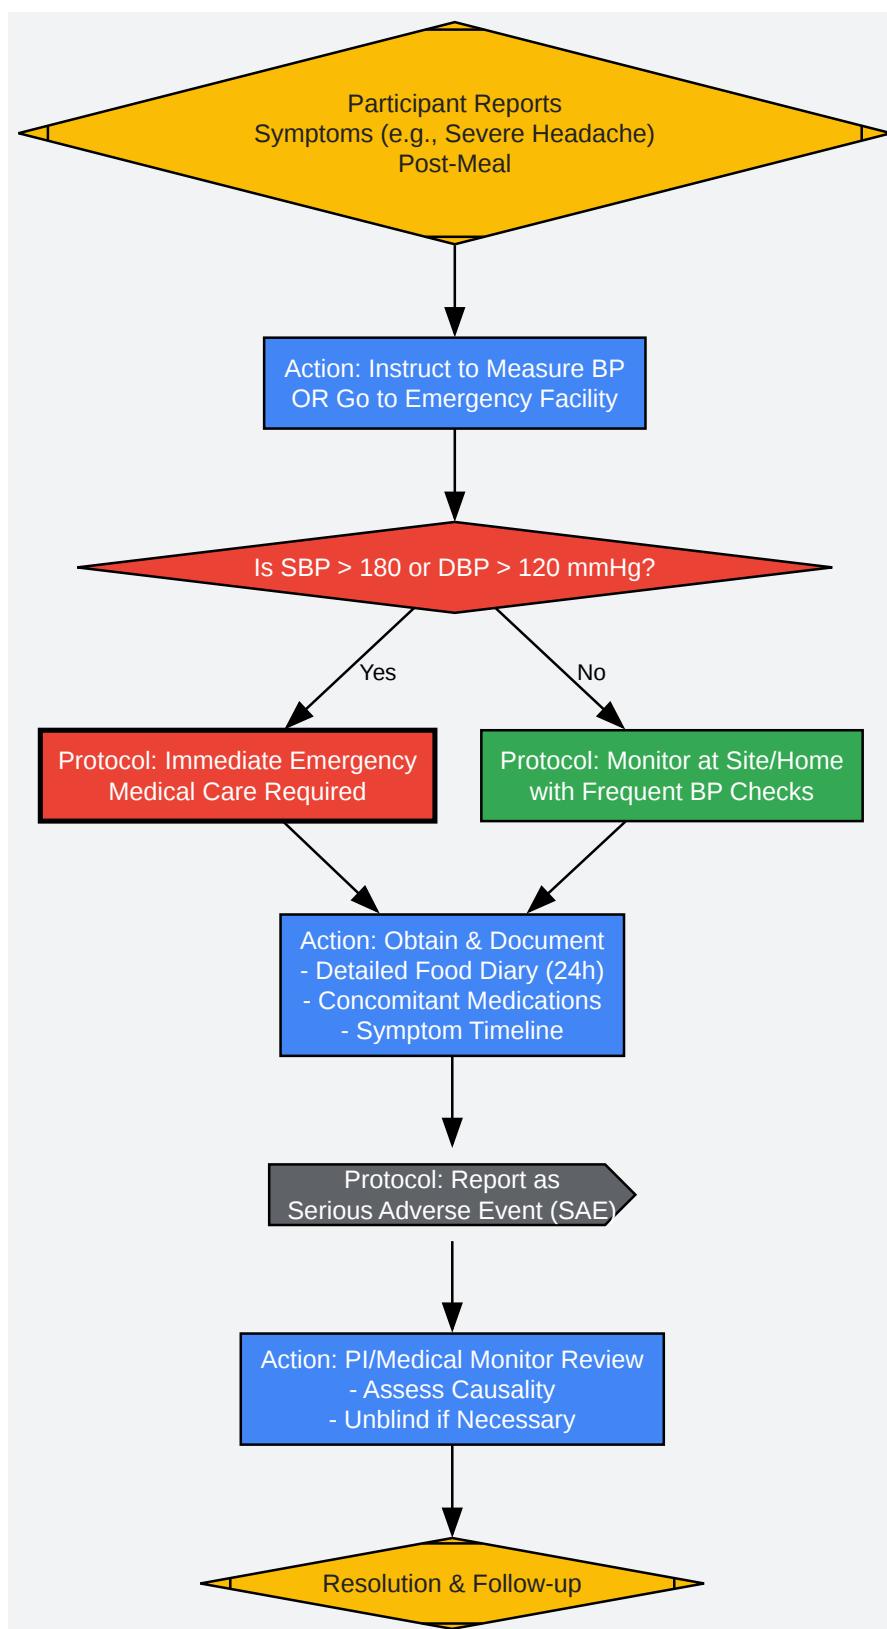 Participant Reports
Symptoms (e.g., Severe Headache)
Post-Meal
Action: Instruct to Measure BP
OR Go to Emergency Facility
Is SBP > 180 or DBP > 120 mmHg?
Yes
No
Protocol: Immediate Emergency
Medical Care Required
Protocol: Monitor at Site/Home
with Frequent BP Checks
Action: Obtain & Document
- Detailed Food Diary (24h)
- Concomitant Medications
- Symptom Timeline
Protocol: Report as
Serious Adverse Event (SAE)
Action: PI/Medical Monitor Review
- Assess Causality
- Unblind if Necessary
Resolution & Follow-up